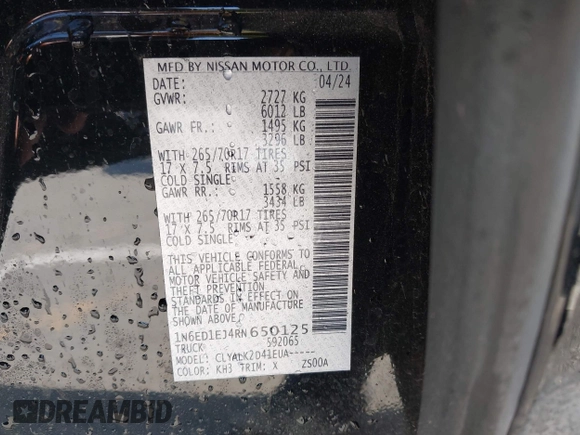 MFD BY NISSAN MOTOR CO., LTD.
DATE: 04/24
GVWR: 2727 KG
6012 LB
GAWR FR: 1495 KG
3296 LB
WITH 265/70R17 TIRES
17 X 7.5 RIMS AT 35 PSI
COLD SINGLE
GAWR RR: 1558 KG
3434 LB
WITH 265/70R17 TIRES
17 X 7.5 RIMS AT 35 PSI
COLD SINGLE
THIS VEHICLE CONFORMS TO
ALL APPLICABLE FEDERAL
MOTOR VEHICLE SAFETY AND
THEFT PREVENTION
STANDARDS IN EFFECT ON
THE DATE OF MANUFACTURE
SHOWN ABOVE.
1N6ED1EJ4RN650125
TRUCK S92065
MODEL: CLYALK2D41EUA-----
COLOR: KH3 TRIM: X ZS00A
DREAMBID